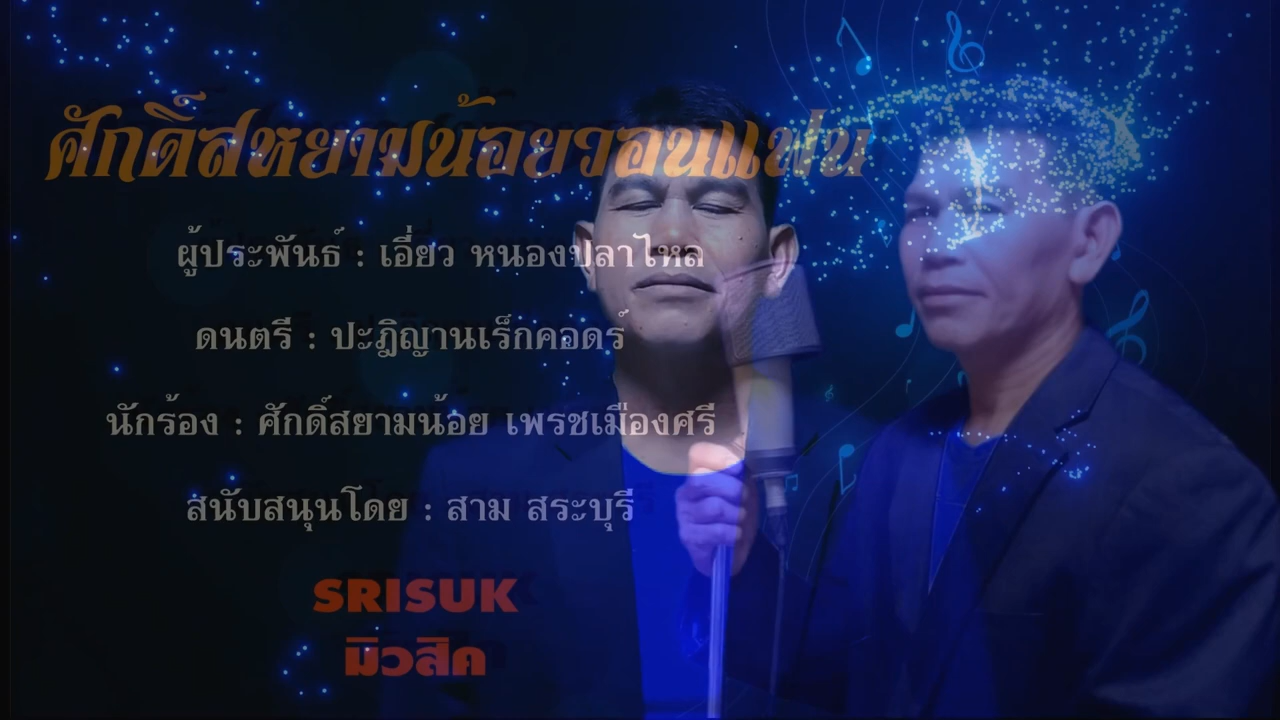 ศักดิ์สหยามน้อยวอนแฟน
ผู้ประพันธ์ : เอี่ยว หนองปลาไหล
ดนตรี : ปะฎิญานเร็กคอดร์
นักร้อง : ศักดิ์สยามน้อย เพรชเมืองศรี
สนับสนุนโดย : สาม สระบุรี
SRISUK
มิวสิค